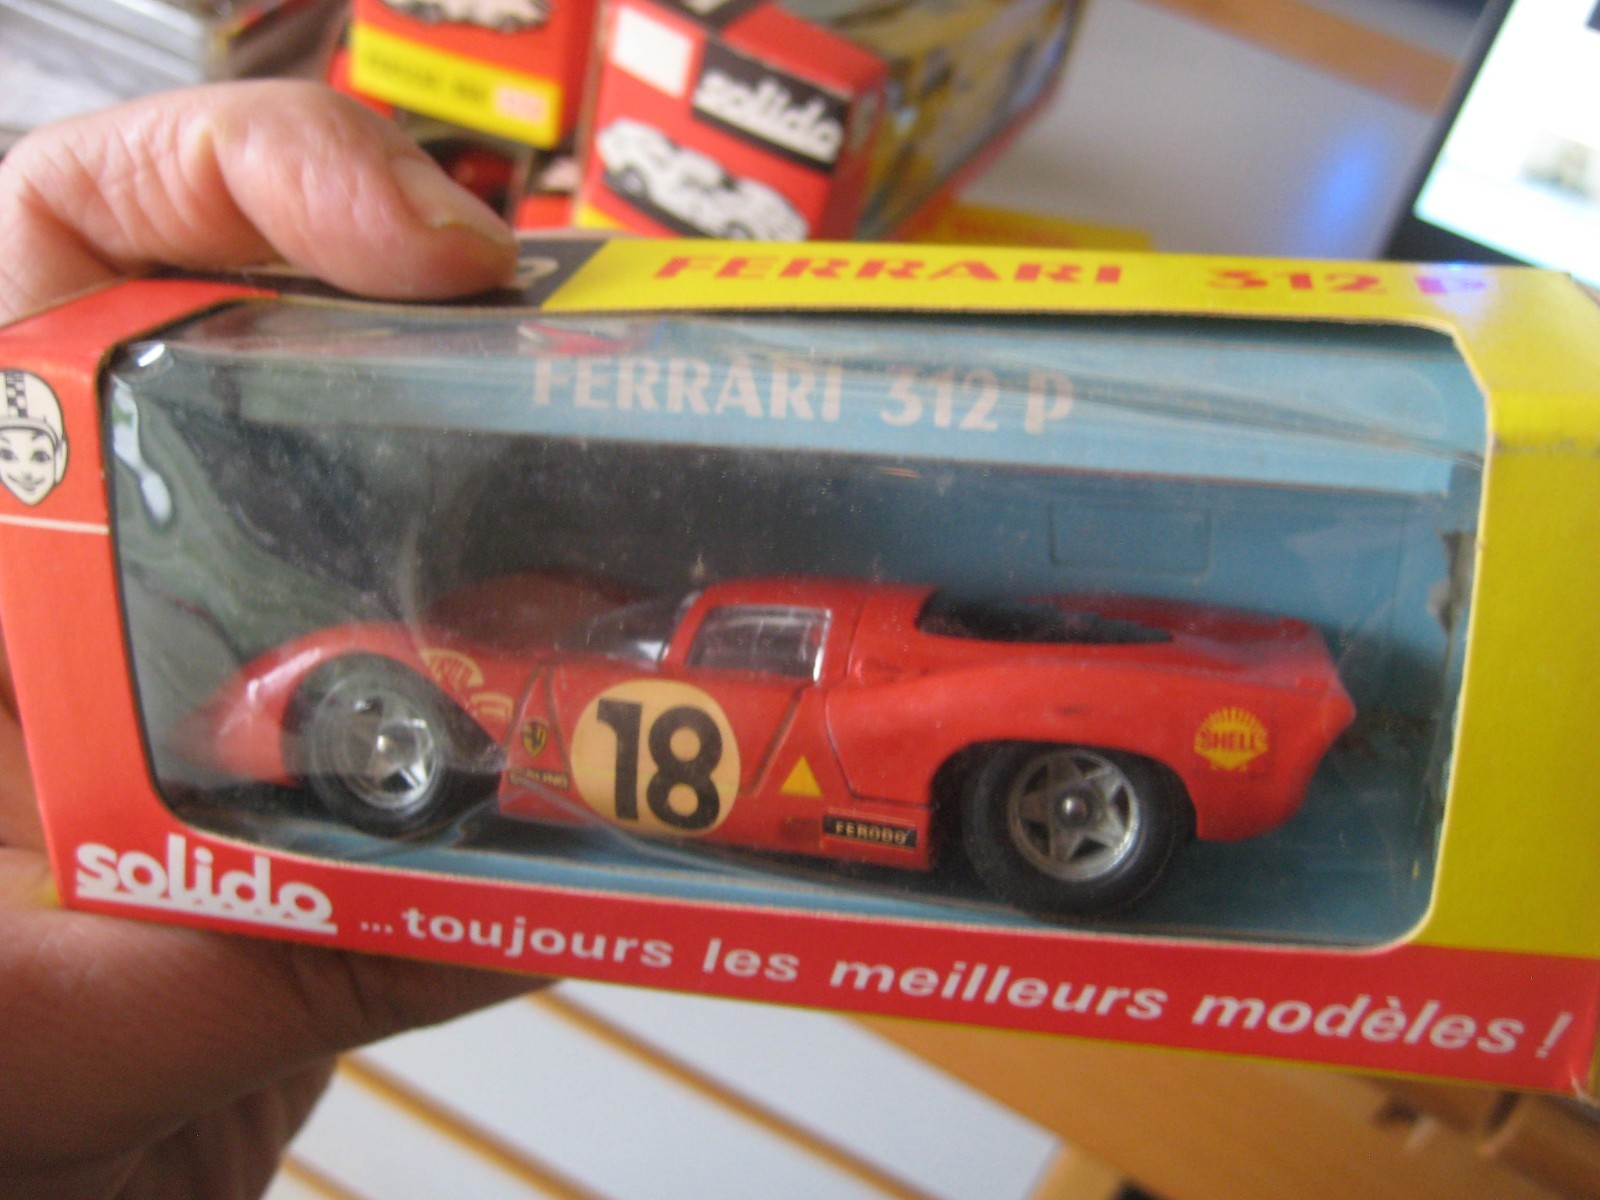 solido
FERRARI 312 P
FERRARI 312 P
18
SHELL
FERODO
solido ...toujours les meilleurs modèles!